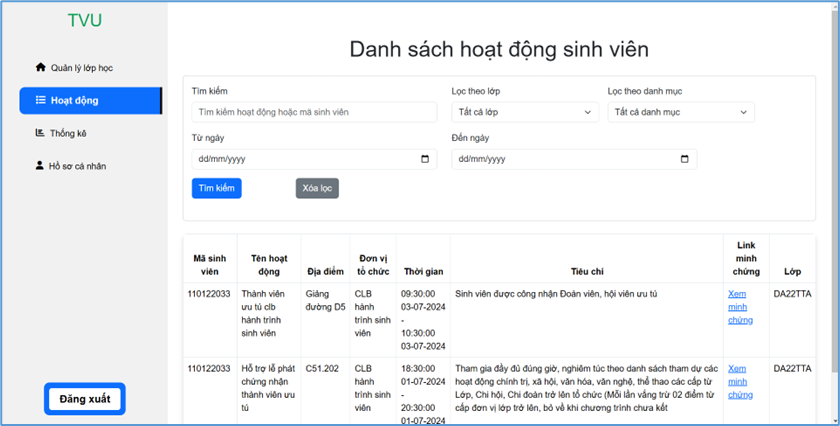 TVU
Quản lý lớp học
Hoạt động
Thống kê
Hồ sơ cá nhân
Đăng xuất
Danh sách hoạt động sinh viên
Tìm kiếm
Lọc theo lớp
Lọc theo danh mục
Tìm kiếm hoạt động hoặc mã sinh viên
Tất cả lớp
Tất cả danh mục
Từ ngày
Đến ngày
dd/mm/yyyy
dd/mm/yyyy
Tìm kiếm
Xóa lọc
Mã sinh
viên
Tên hoạt
động
Địa điểm
Đơn vị
tổ chức
Thời gian
Tiêu chí
Link
minh
chứng
Lớp
110122033
Thành viên
ưu tú clb
hành trình
sinh viên
Giảng
đường D5
CLB
hành
trình sinh
viên
09:30:00
03-07-2024
-
10:30:00
03-07-2024
Sinh viên được công nhận Đoàn viên, hội viên ưu tú
Xem
minh
chứng
DA22TTA
110122033
Hỗ trợ lễ phát
chứng nhận
thành viên ưu
tú
C51.202
CLB
hành
trình sinh
viên
18:30:00
01-07-2024
-
20:30:00
01-07-2024
Tham gia đầy đủ đúng giờ, nghiêm túc theo danh sách tham dự các
hoạt động chính trị, xã hội, văn hóa, văn nghệ, thể thao các cấp từ
Lớp, Chi hội, Chi đoàn trở lên tổ chức (Mỗi lần vắng trừ 02 điểm từ
cấp đơn vị lớp trở lên, bỏ về khi chương trình chưa kết
Xem
minh
chứng
DA22TTA